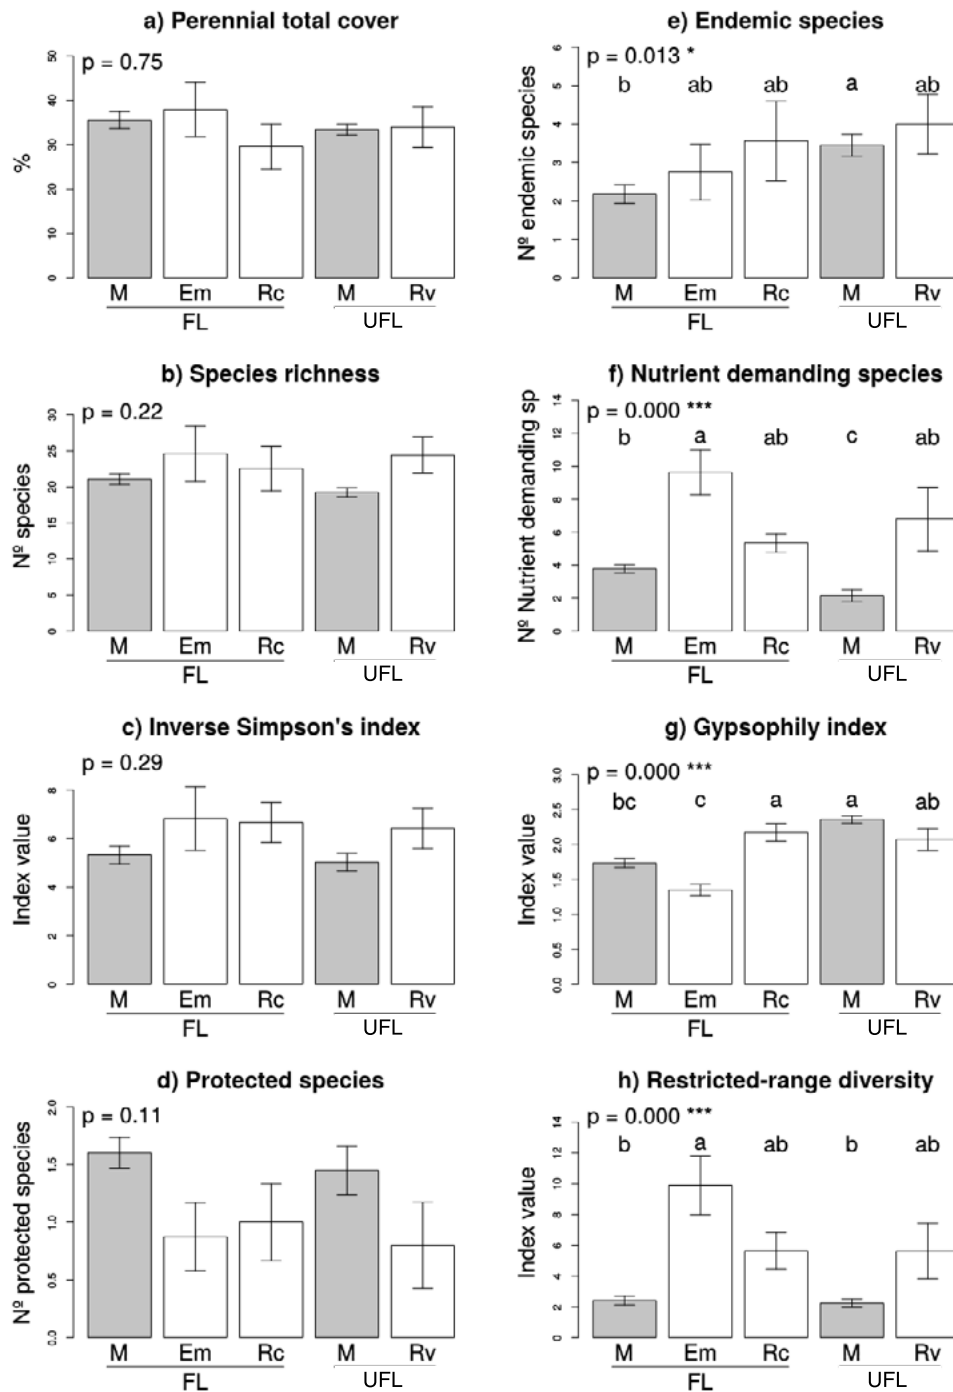 a) Perennial total cover
p = 0.75
%
0 10 20 30 40 50
M Em Rc M Rv
FL UFL
b) Species richness
p = 0.22
Nº species
0 5 10 15 20 25 30
M Em Rc M Rv
FL UFL
c) Inverse Simpson's index
p = 0.29
Index value
0 2 4 6 8
M Em Rc M Rv
FL UFL
d) Protected species
p = 0.11
Nº protected species
0.0 0.5 1.0 1.5 2.0
M Em Rc M Rv
FL UFL
e) Endemic species
p = 0.013 *
b ab ab a ab
Nº endemic species
0 1 2 3 4 5 6
M Em Rc M Rv
FL UFL
f) Nutrient demanding species
p = 0.000 ***
b a ab c ab
Nº Nutrient demanding sp
0 2 4 6 8 10 12 14
M Em Rc M Rv
FL UFL
g) Gypsophily index
p = 0.000 ***
bc c a a ab
Index value
0.0 0.5 1.0 1.5 2.0 2.5 3.0
M Em Rc M Rv
FL UFL
h) Restricted-range diversity
p = 0.000 ***
b a ab b ab
Index value
0 2 4 6 8 10 12 14
M Em Rc M Rv
FL UFL